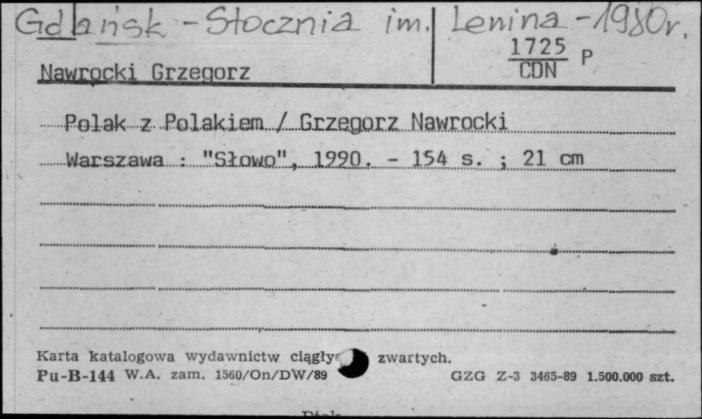 Gdańsk - Stocznia im. Lenina - 1980r.
1725
CDN P
Nawrocki Grzegorz
Polak z Polakiem / Grzegorz Nawrocki
Warszawa : "Słowo", 1990. - 154 s. ; 21 cm
Karta katalogowa wydawnictw ciągły zwartych.
Pu-B-144 W.A. zam. 1560/On/DW/89 GZG Z-3 3465-89 1.500.000 szt.